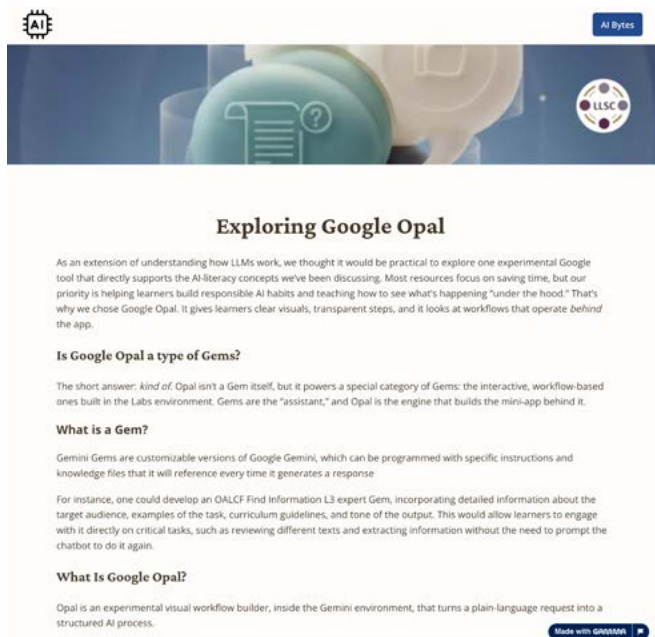 AI
AI Bytes
?
LLSC
Exploring Google Opal
As an extension of understanding how LLMs work, we thought it would be practical to explore one experimental Google
tool that directly supports the AI-literacy concepts we've been discussing. Most resources focus on saving time, but our
priority is helping learners build responsible AI habits and teaching how to see what's happening "under the hood." That's
why we chose Google Opal. It gives learners clear visuals, transparent steps, and it looks at workflows that operate behind
the app.
Is Google Opal a type of Gems?
The short answer: kind of. Opal isn't a Gem itself, but it powers a special category of Gems: the interactive, workflow-based
ones built in the Labs environment. Gems are the "assistant," and Opal is the engine that builds the mini-app behind it.
What is a Gem?
Gemini Gems are customizable versions of Google Gemini, which can be programmed with specific instructions and
knowledge files that it will reference every time it generates a response
For instance, one could develop an OALCF Find Information L3 expert Gem, incorporating detailed information about the
target audience, examples of the task, curriculum guidelines, and tone of the output. This would allow learners to engage
with it directly on critical tasks, such as reviewing different texts and extracting information without the need to prompt the
chatbot to do it again.
What Is Google Opal?
Opal is an experimental visual workflow builder, inside the Gemini environment, that turns a plain-language request into a
structured AI process.
Made with GAMMA